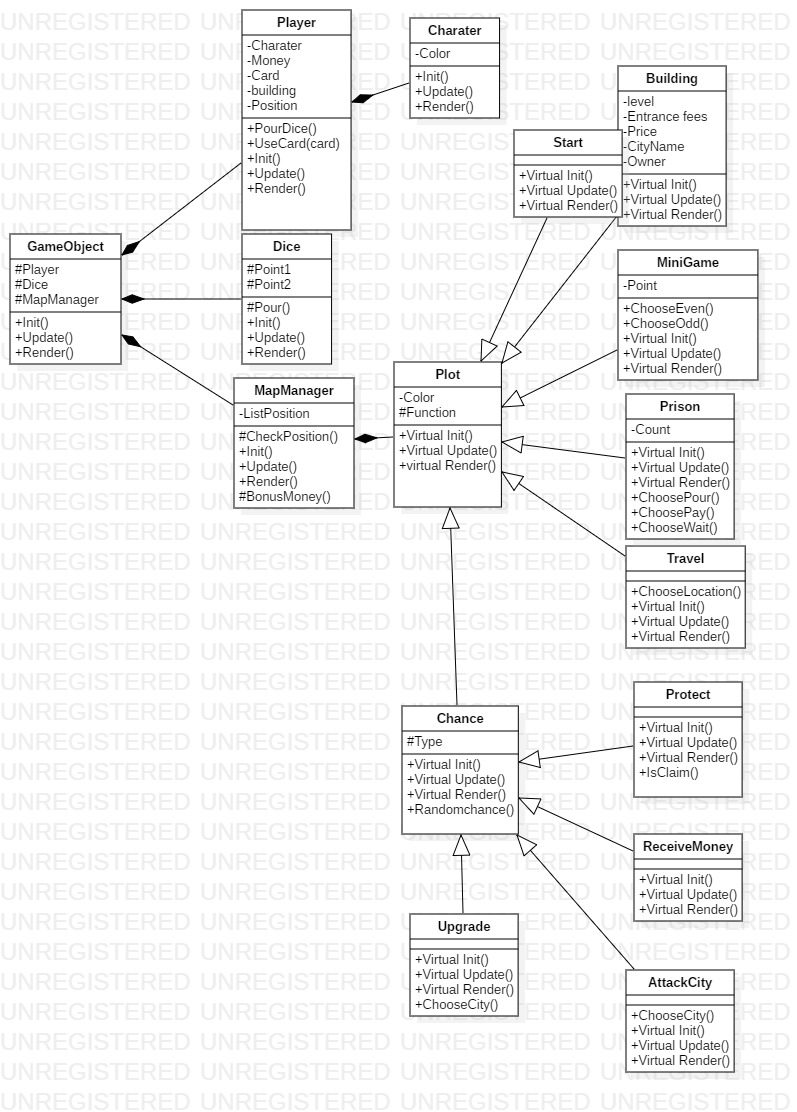 Player
-Charater
-Money
-Card
-building
-Position
+PourDice()
+UseCard(card)
+Init()
+Update()
+Render()
Charater
-Color
+Init()
+Update()
+Render()
Building
-level
-Entrance fees
-Price
-CityName
-Owner
+Virtual Init()
+Virtual Update()
+Virtual Render()
Start
+Virtual Init()
+Virtual Update()
+Virtual Render()
GameObject
#Player
#Dice
#MapManager
+Init()
+Update()
+Render()
Dice
#Point1
#Point2
#Pour()
+Init()
+Update()
+Render()
MiniGame
-Point
+ChooseEven()
+ChooseOdd()
+Virtual Init()
+Virtual Update()
+Virtual Render()
MapManager
-ListPosition
#CheckPosition()
+Init()
+Update()
+Render()
#BonusMoney()
Plot
-Color
#Function
+Virtual Init()
+Virtual Update()
+virtual Render()
Prison
-Count
+Virtual Init()
+Virtual Update()
+Virtual Render()
+ChoosePour()
+ChoosePay()
+ChooseWait()
Travel
+ChooseLocation()
+Virtual Init()
+Virtual Update()
+Virtual Render()
Chance
#Type
+Virtual Init()
+Virtual Update()
+Virtual Render()
+Randomchance()
Protect
+Virtual Init()
+Virtual Update()
+Virtual Render()
+IsClaim()
ReceiveMoney
+Virtual Init()
+Virtual Update()
+Virtual Render()
Upgrade
+Virtual Init()
+Virtual Update()
+Virtual Render()
+ChooseCity()
AttackCity
+ChooseCity()
+Virtual Init()
+Virtual Update()
+Virtual Render()
UNREGISTERED